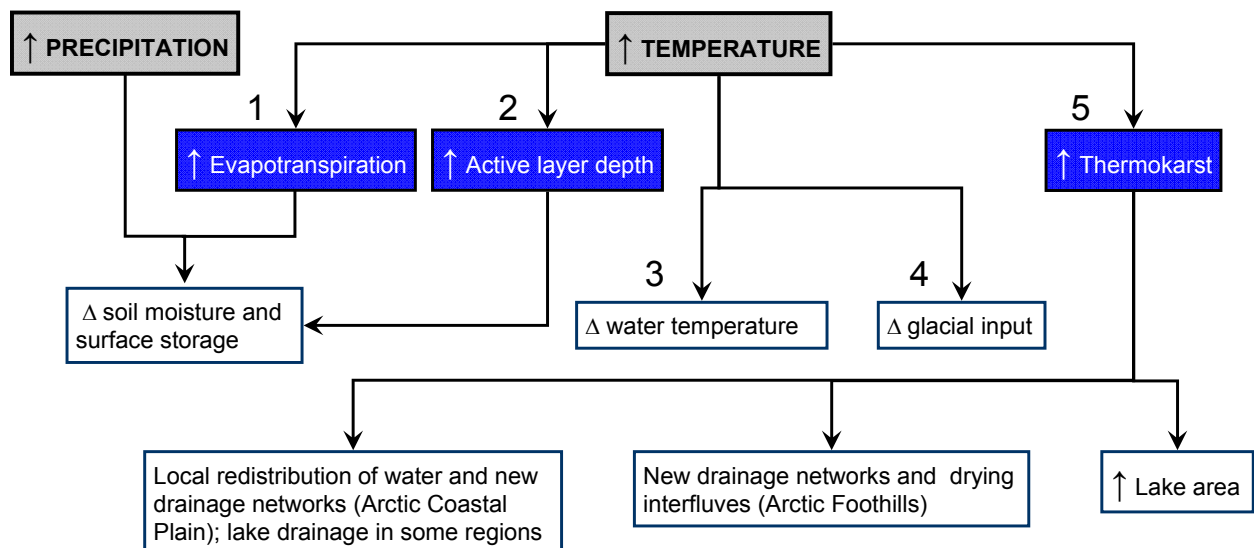 ↑ PRECIPITATION
↑ TEMPERATURE
1
2
5
↑ Evapotranspiration
↑ Active layer depth
↑ Thermokarst
3
4
Δ soil moisture and
surface storage
Δ water temperature
Δ glacial input
Local redistribution of water and new
drainage networks (Arctic Coastal
Plain); lake drainage in some regions
New drainage networks and drying
interfluves (Arctic Foothills)
↑ Lake area